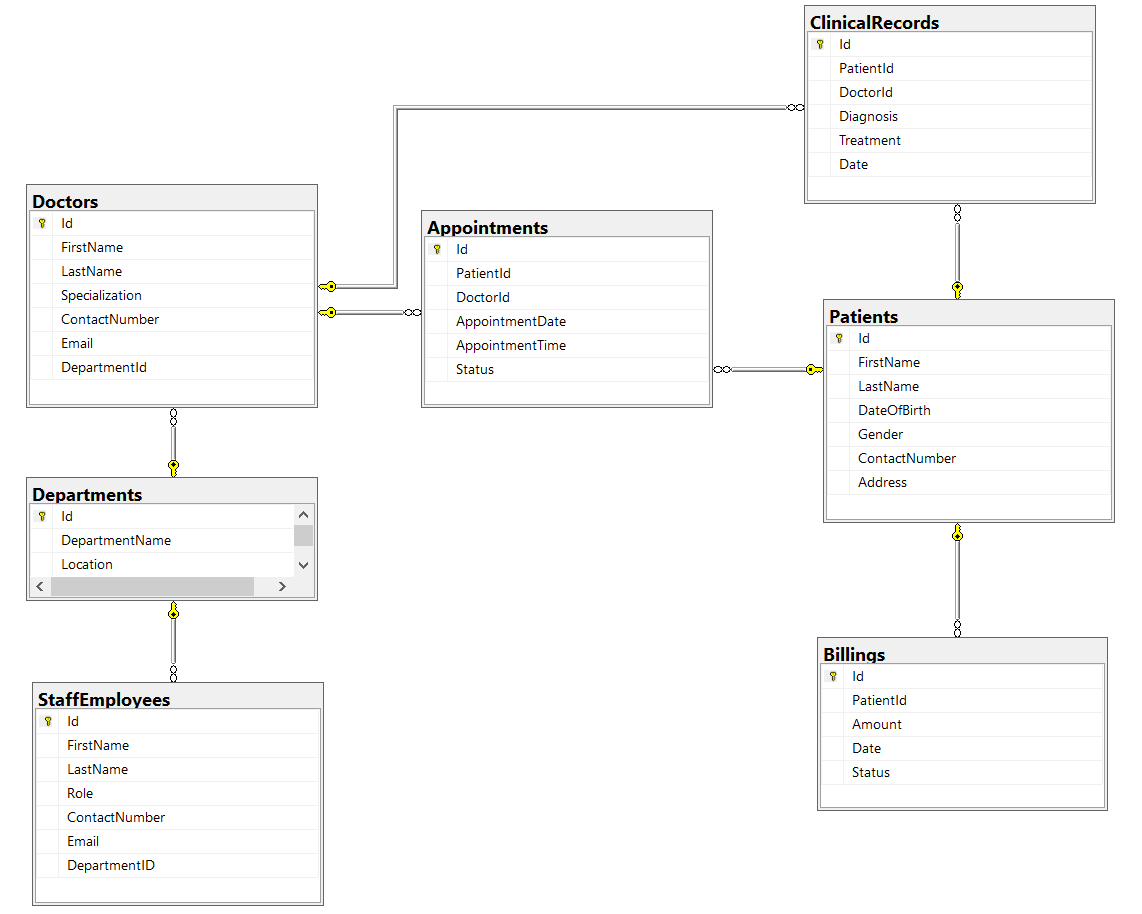 ClinicalRecords
Id
PatientId
DoctorId
Diagnosis
Treatment
Date
Doctors
Id
FirstName
LastName
Specialization
ContactNumber
Email
DepartmentId
Appointments
Id
PatientId
DoctorId
AppointmentDate
AppointmentTime
Status
Patients
Id
FirstName
LastName
DateOfBirth
Gender
ContactNumber
Address
Departments
Id
DepartmentName
Location
StaffEmployees
Id
FirstName
LastName
Role
ContactNumber
Email
DepartmentID
Billings
Id
PatientId
Amount
Date
Status